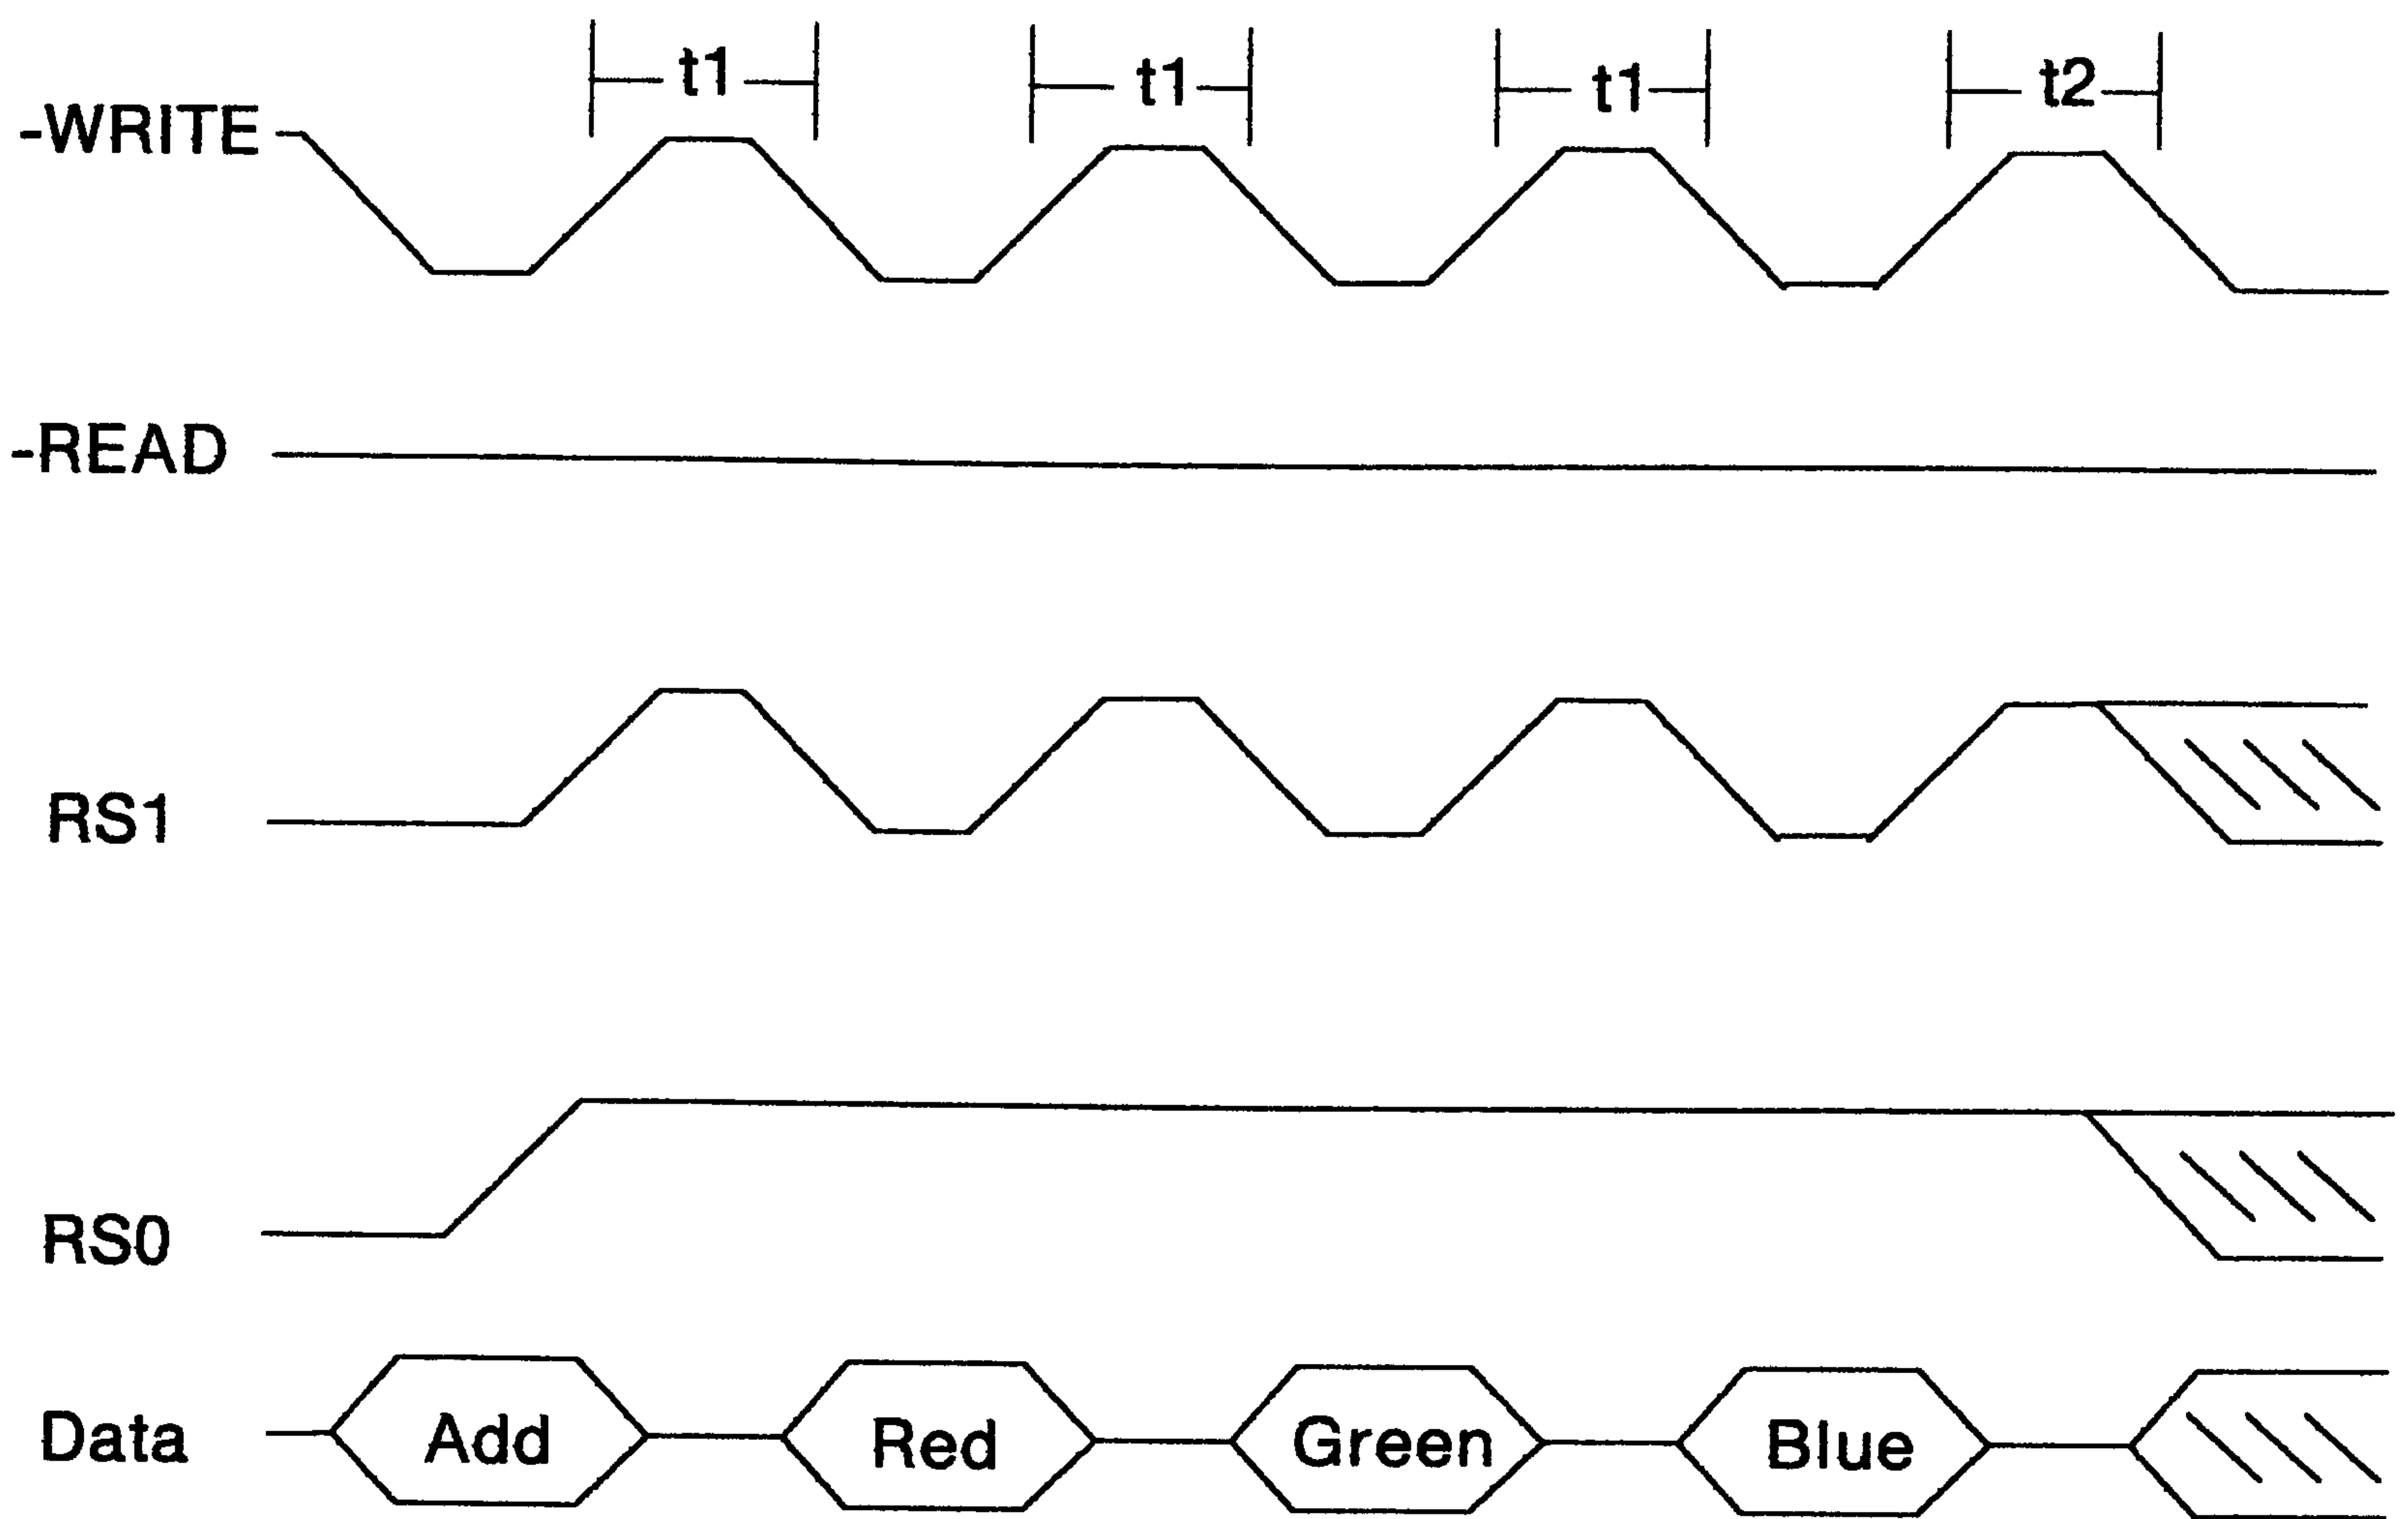 t1 t1 t1 t2
-WRITE
-READ
RS1
RS0
Data Add Red Green Blue